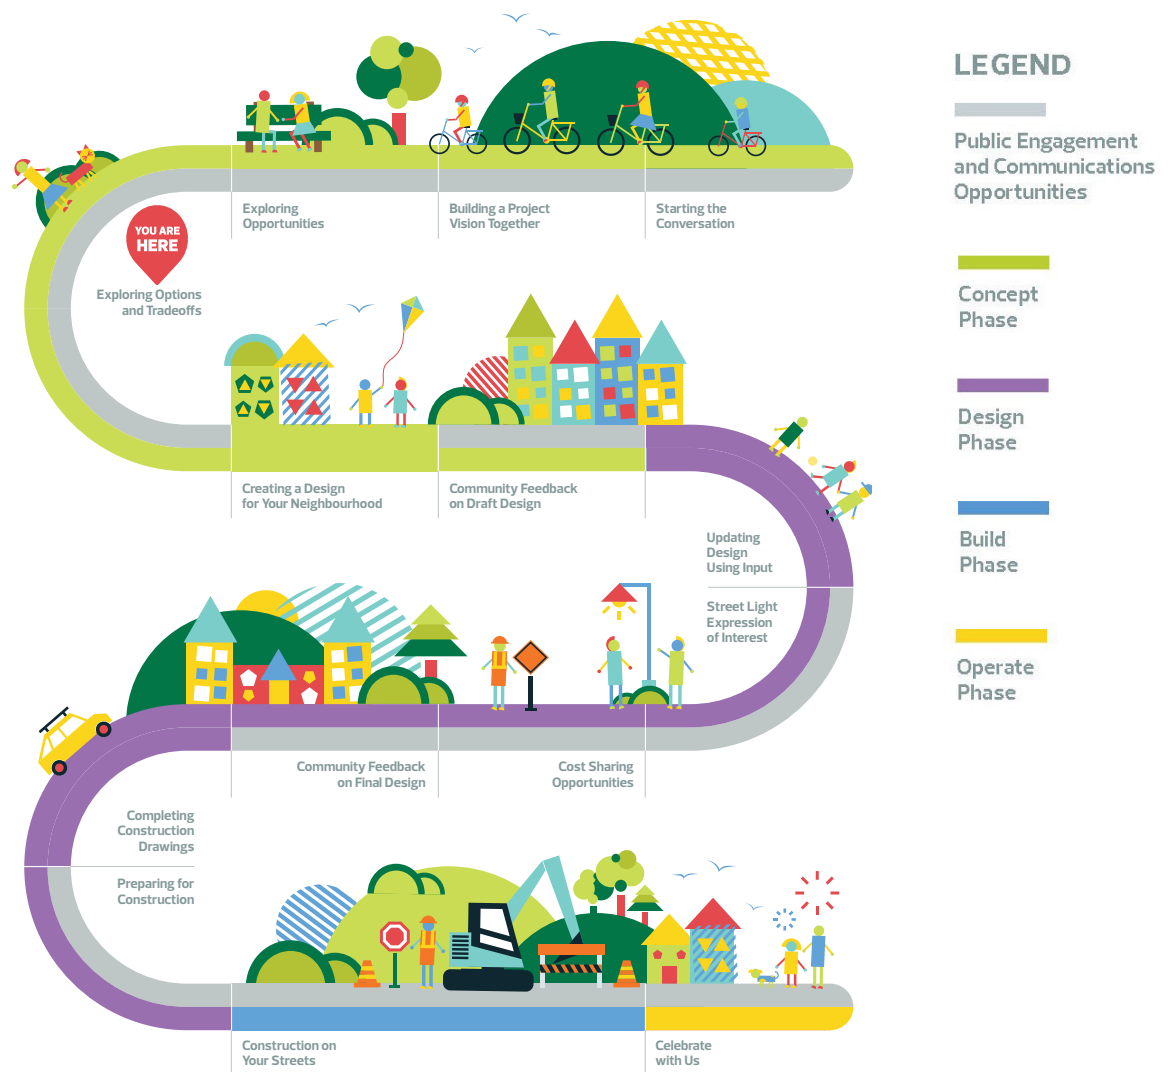 LEGEND
Public Engagement
and Communications
Opportunities
Concept
Phase
Design
Phase
Build
Phase
Operate
Phase
Exploring
Opportunities
Building a Project
Vision Together
Starting the
Conversation
YOU ARE
HERE
Exploring Options
and Tradeoffs
Creating a Design
for Your Neighbourhood
Community Feedback
on Draft Design
Updating
Design
Using Input
Street Light
Expression
of Interest
Community Feedback
on Final Design
Cost Sharing
Opportunities
Completing
Construction
Drawings
Preparing for
Construction
Construction on
Your Streets
Celebrate
with Us